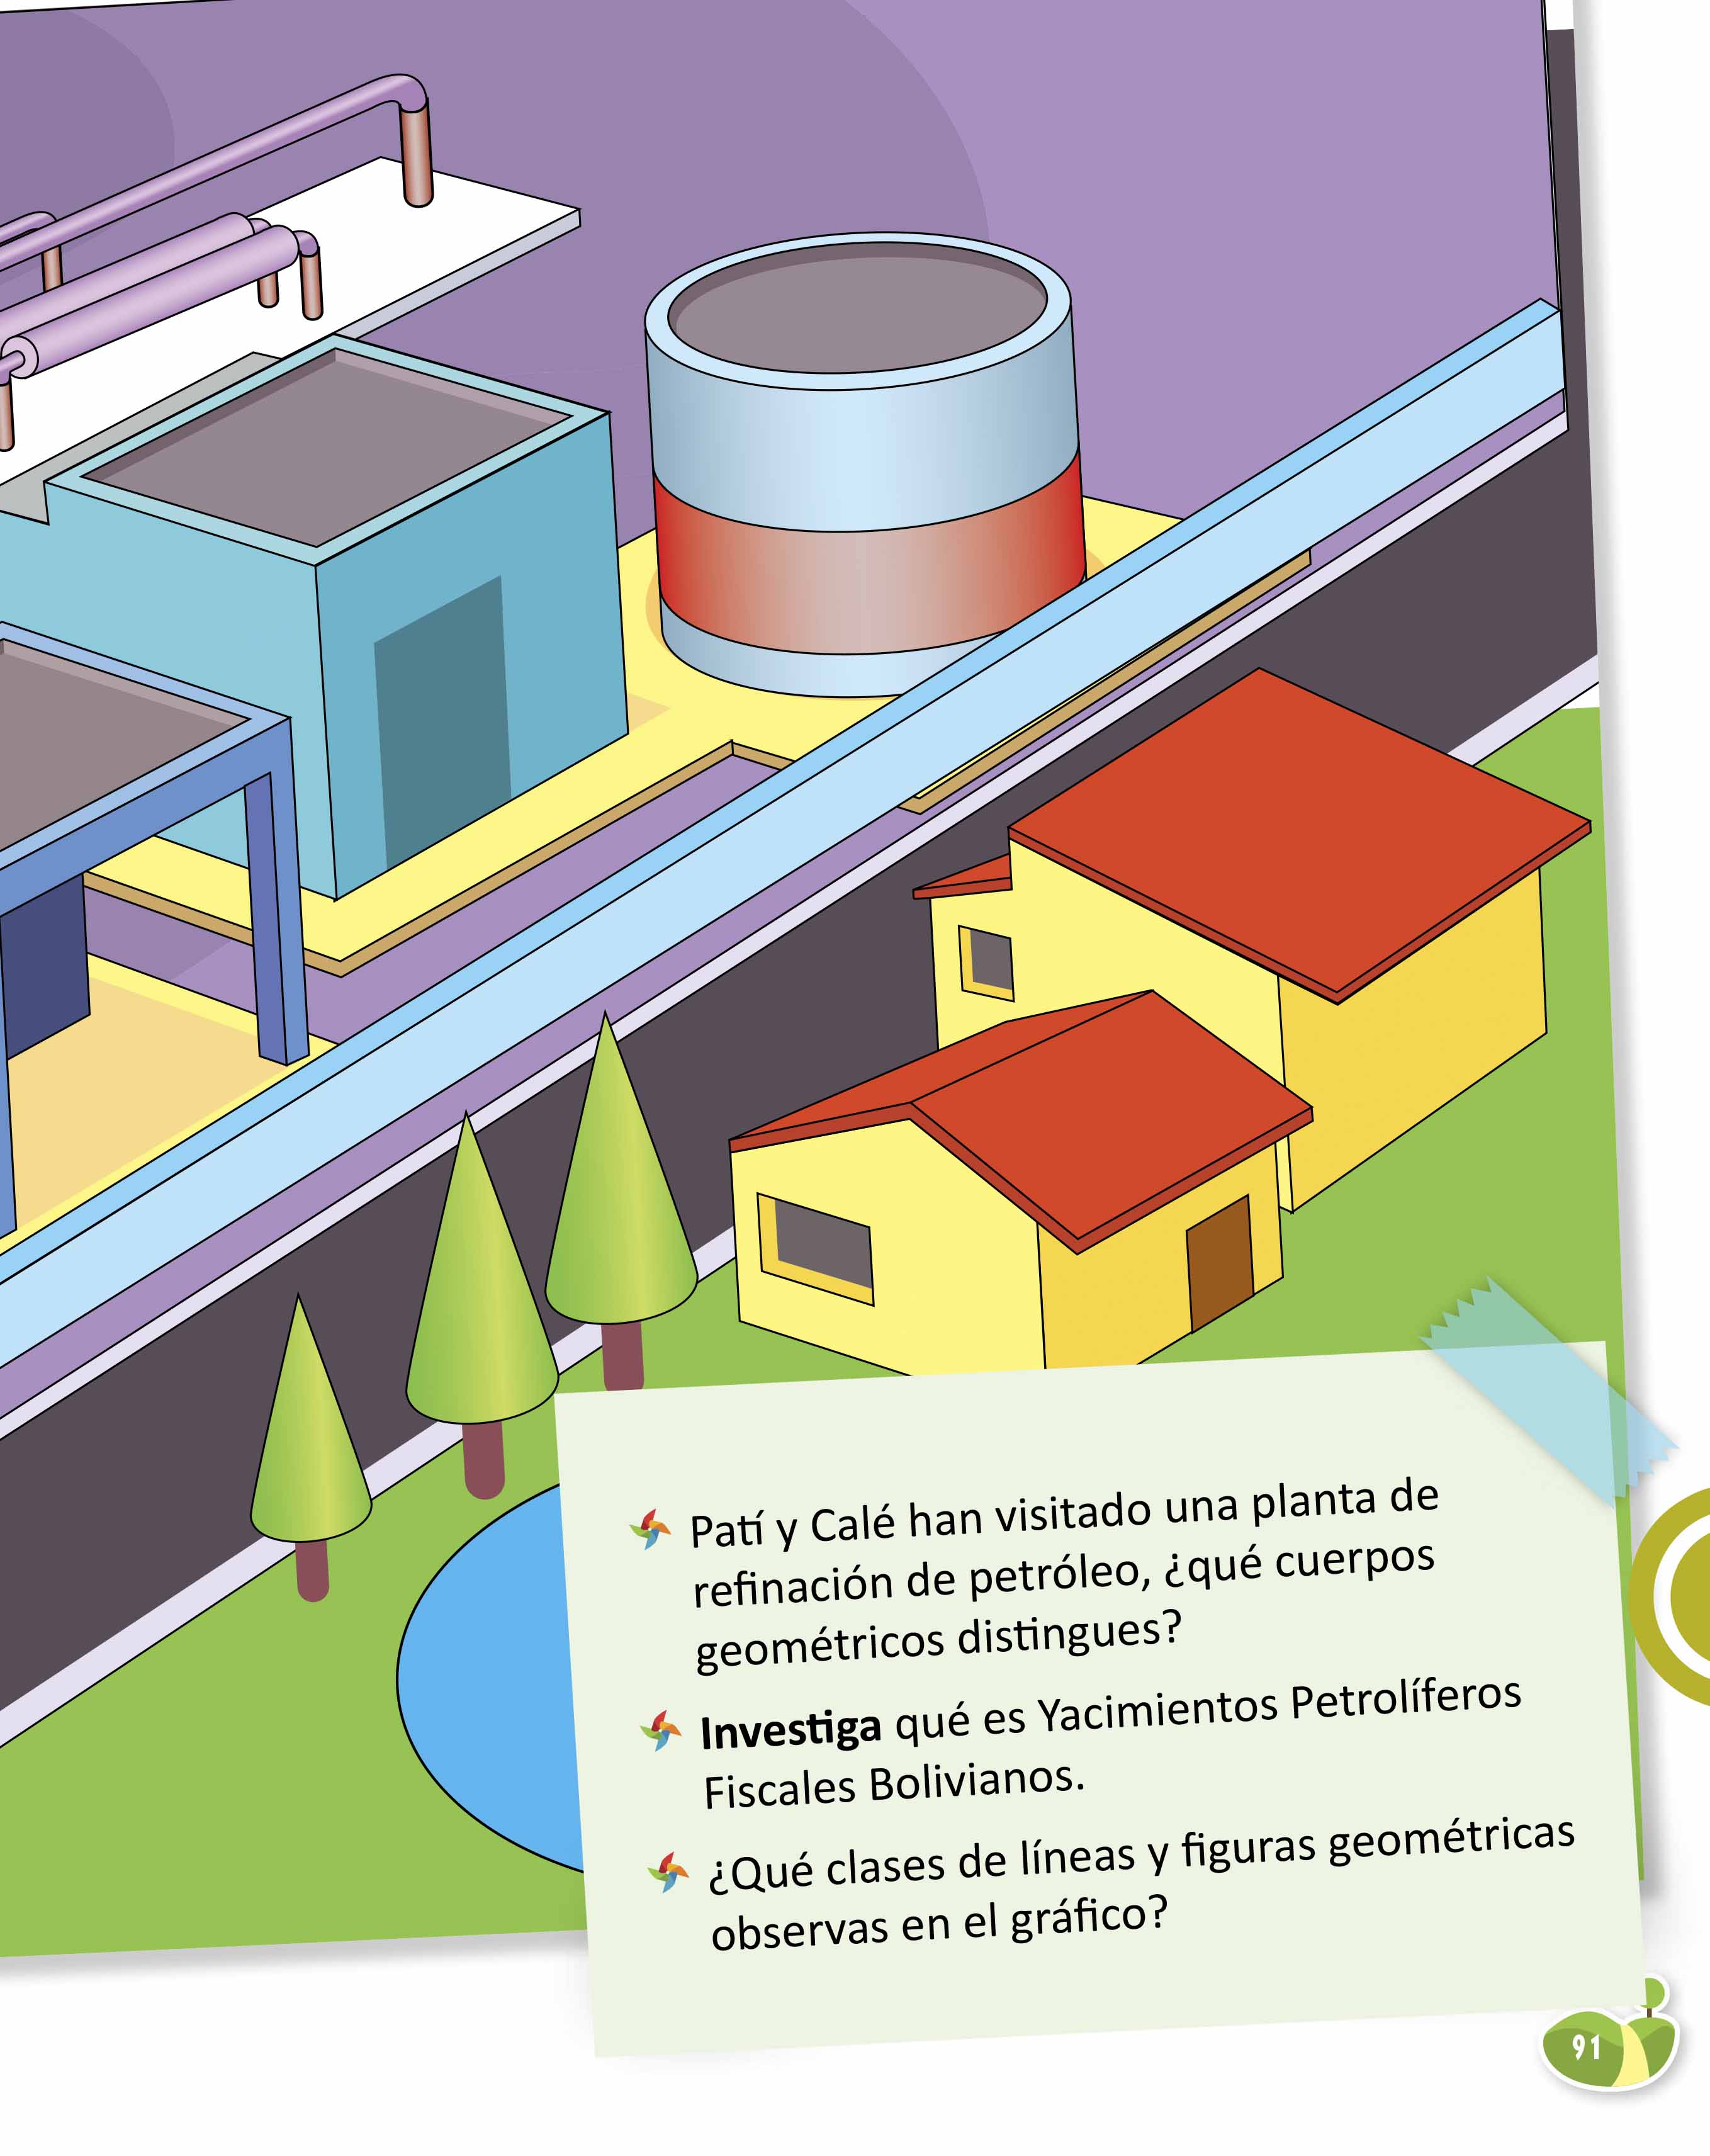 Patí y Calé han visitado una planta de
refinación de petróleo, ¿qué cuerpos
geométricos distingues?
Investiga qué es Yacimientos Petrolíferos
Fiscales Bolivianos.
¿Qué clases de líneas y figuras geométricas
observas en el gráfico?
91